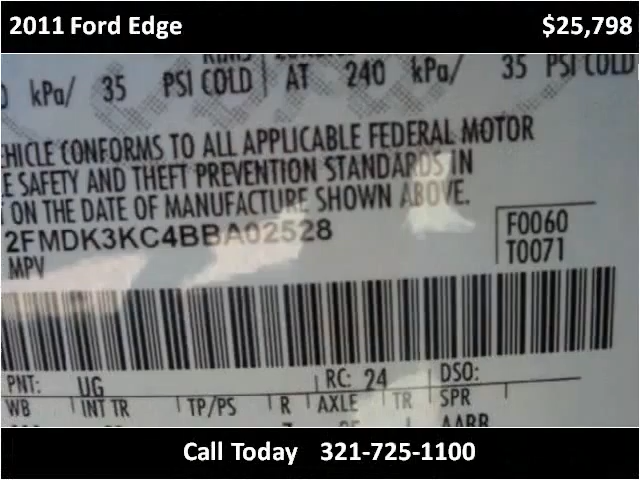 2011 Ford Edge $25,798
kPa/ 35 PSI COLD AT 240 kPa/ 35 PSI COLD
HICLE CONFORMS TO ALL APPLICABLE FEDERAL MOTOR
E SAFETY AND THEFT PREVENTION STANDARDS IN
ON THE DATE OF MANUFACTURE SHOWN ABOVE.
2FMDK3KC4BBA02528 F0060
MPV T0071
PNT: UG RC: 24 DSO:
WB INT TR TP/PS R AXLE TR SPR
AARR
Call Today 321-725-1100